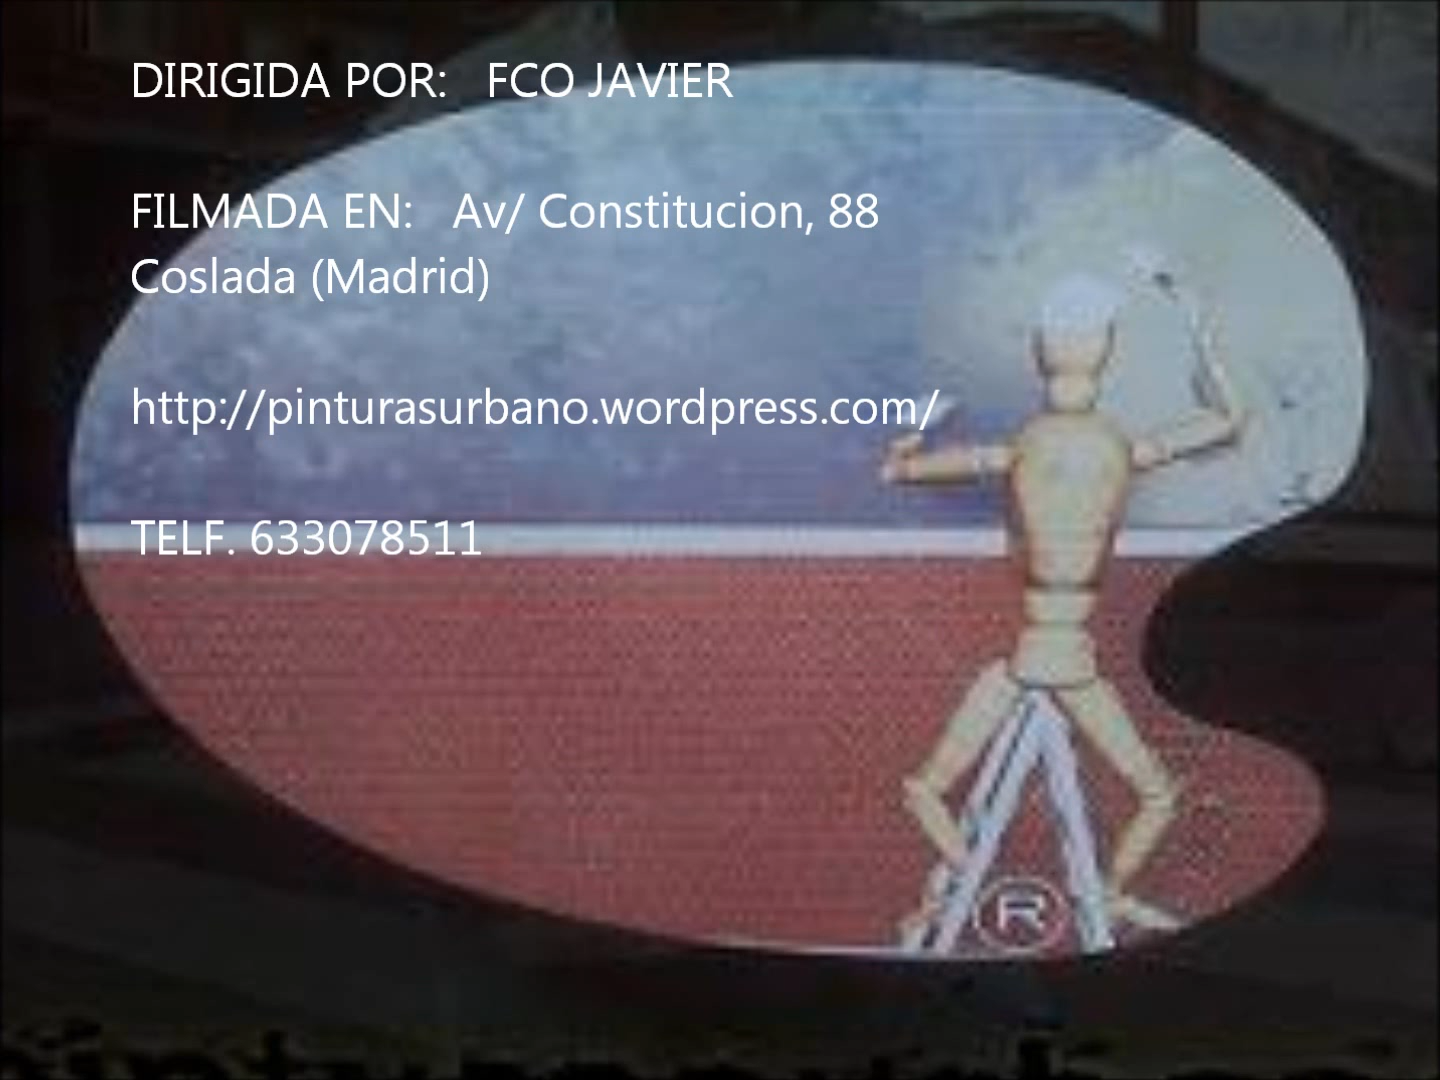 DIRIGIDA POR: FCO JAVIER
FILMADA EN: Av/ Constitucion, 88
Coslada (Madrid)
http://pinturasurbano.wordpress.com/
TELF. 633078511
®